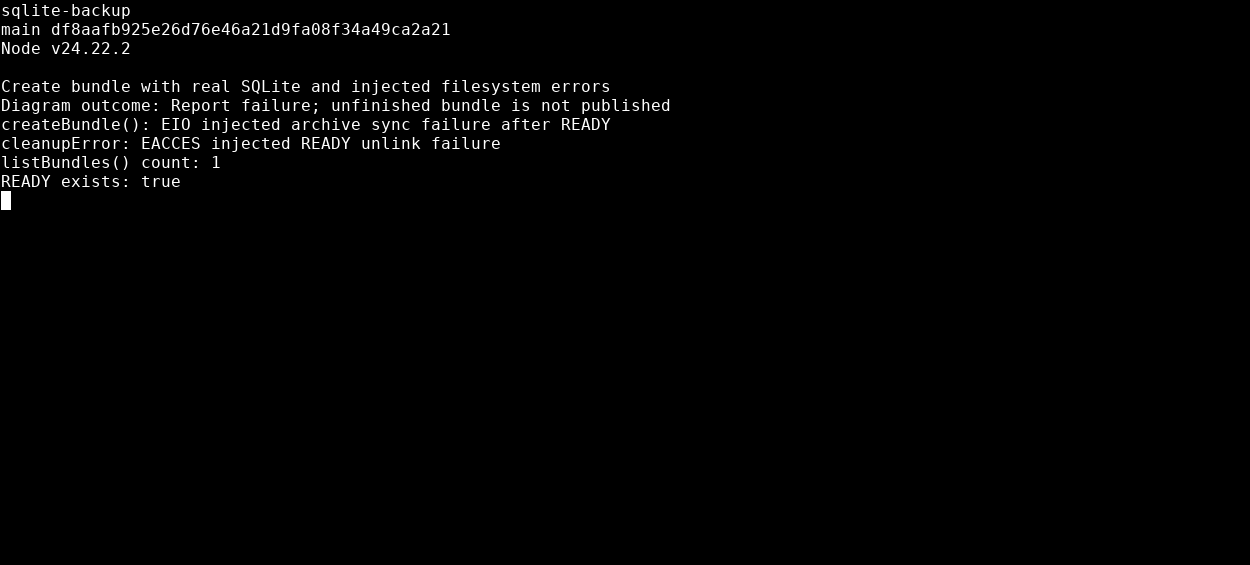 sqlite-backup
main df8aafb925e26d76e46a21d9fa08f34a49ca2a21
Node v24.22.2
Create bundle with real SQLite and injected filesystem errors
Diagram outcome: Report failure; unfinished bundle is not published
createBundle(): EIO injected archive sync failure after READY
cleanupError: EACCES injected READY unlink failure
listBundles() count: 1
READY exists: true